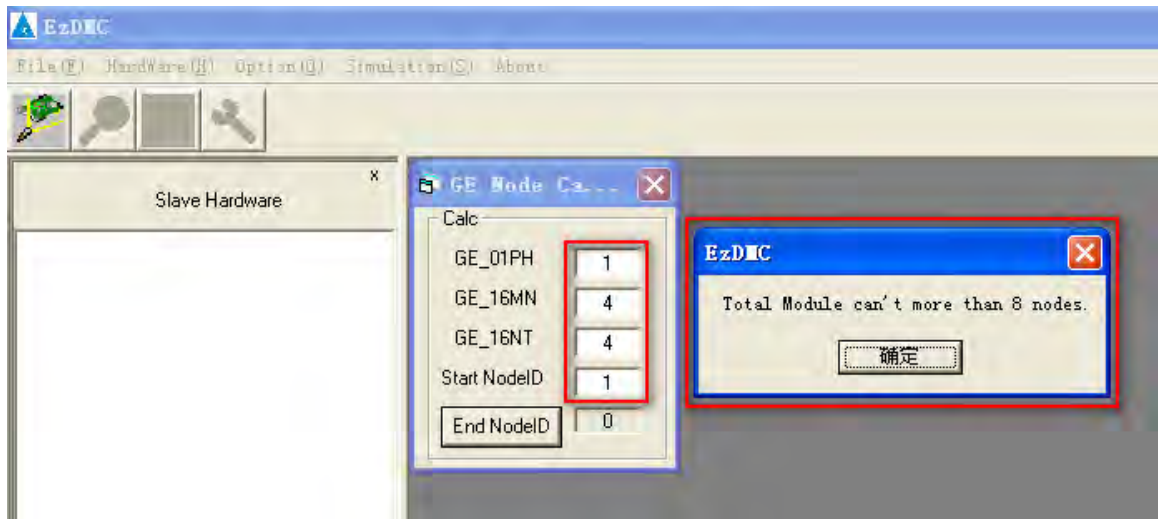 EzDMC
File(F) HardWare(H) Option(O) Simulation(S) About
x
Slave Hardware
GE Node Ca...
Calc
GE_01PH 1
GE_16MN 4
GE_16NT 4
Start NodeID 1
End NodeID 0
EzDMC
Total Module can't more than 8 nodes.
確定